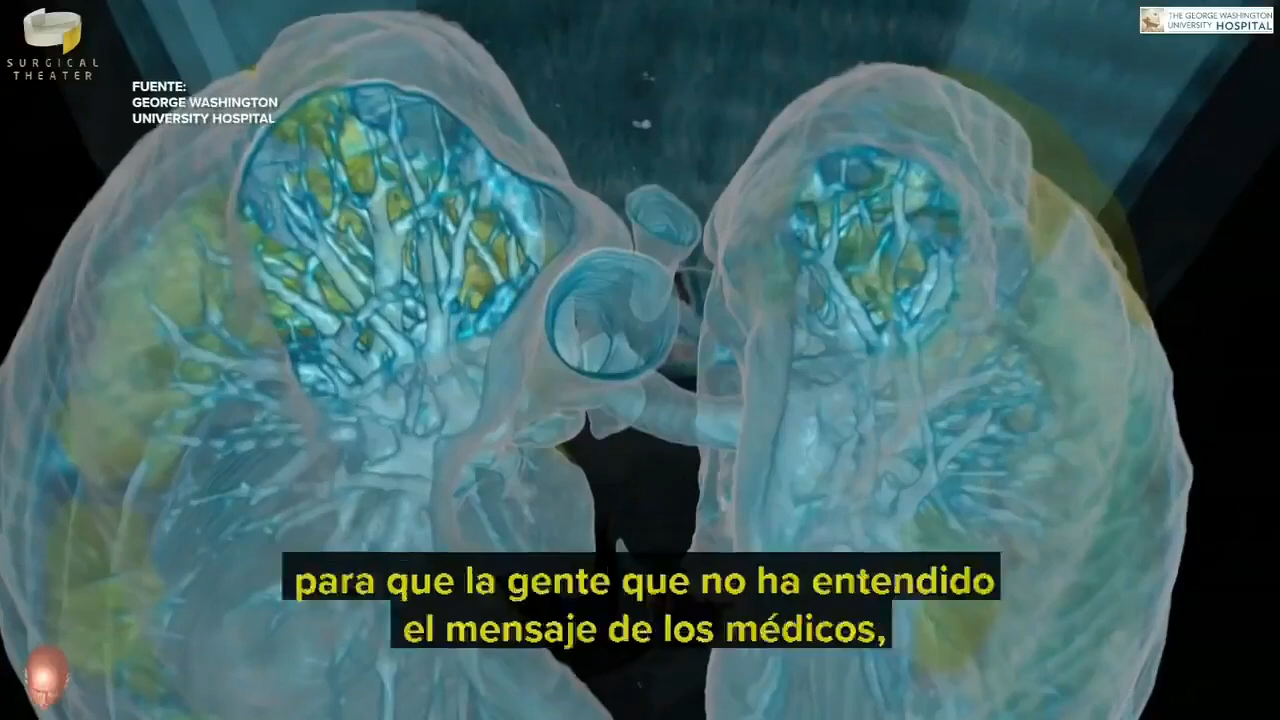 SURGICAL
THEATER
FUENTE:
GEORGE WASHINGTON
UNIVERSITY HOSPITAL
THE GEORGE WASHINGTON
UNIVERSITY HOSPITAL
para que la gente que no ha entendido
el mensaje de los médicos,